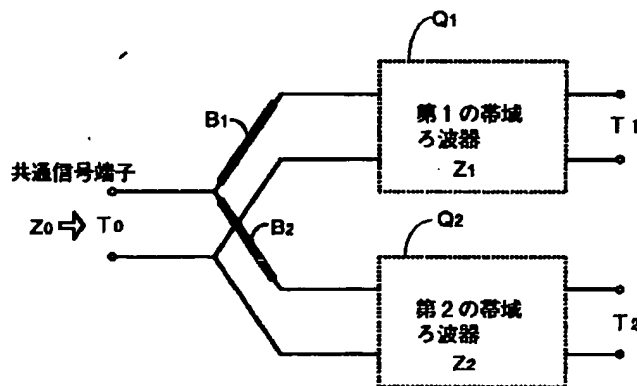 Q1
B1
第1の帯域
ろ波器
Z1
T1
共通信号端子
Z0⇨ T0
B2
Q2
第2の帯域
ろ波器
Z2
T2